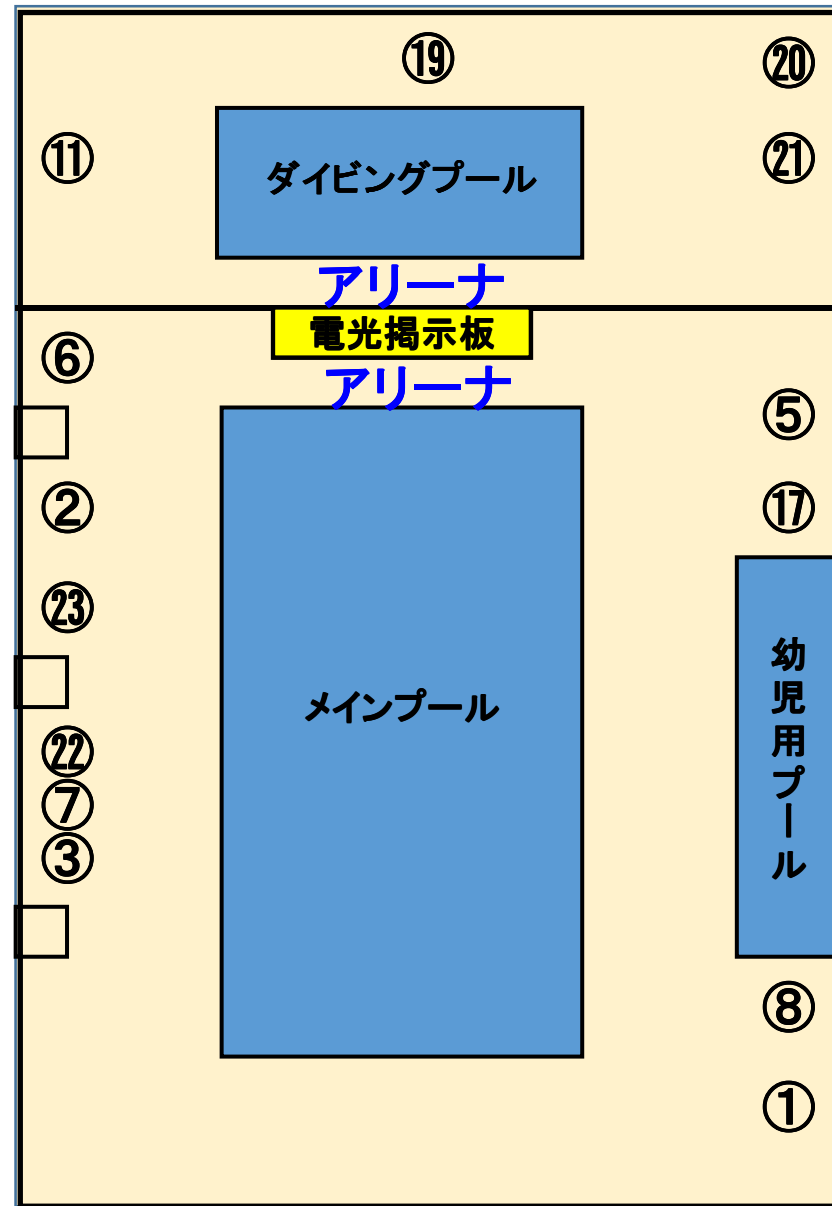 ⑲
⑳
⑪
ダイビングプール
㉑
アリーナ
電光掲示板
⑥
アリーナ
⑤
②
⑰
㉓
幼児用プール
メインプール
㉒
⑦
③
⑧
①